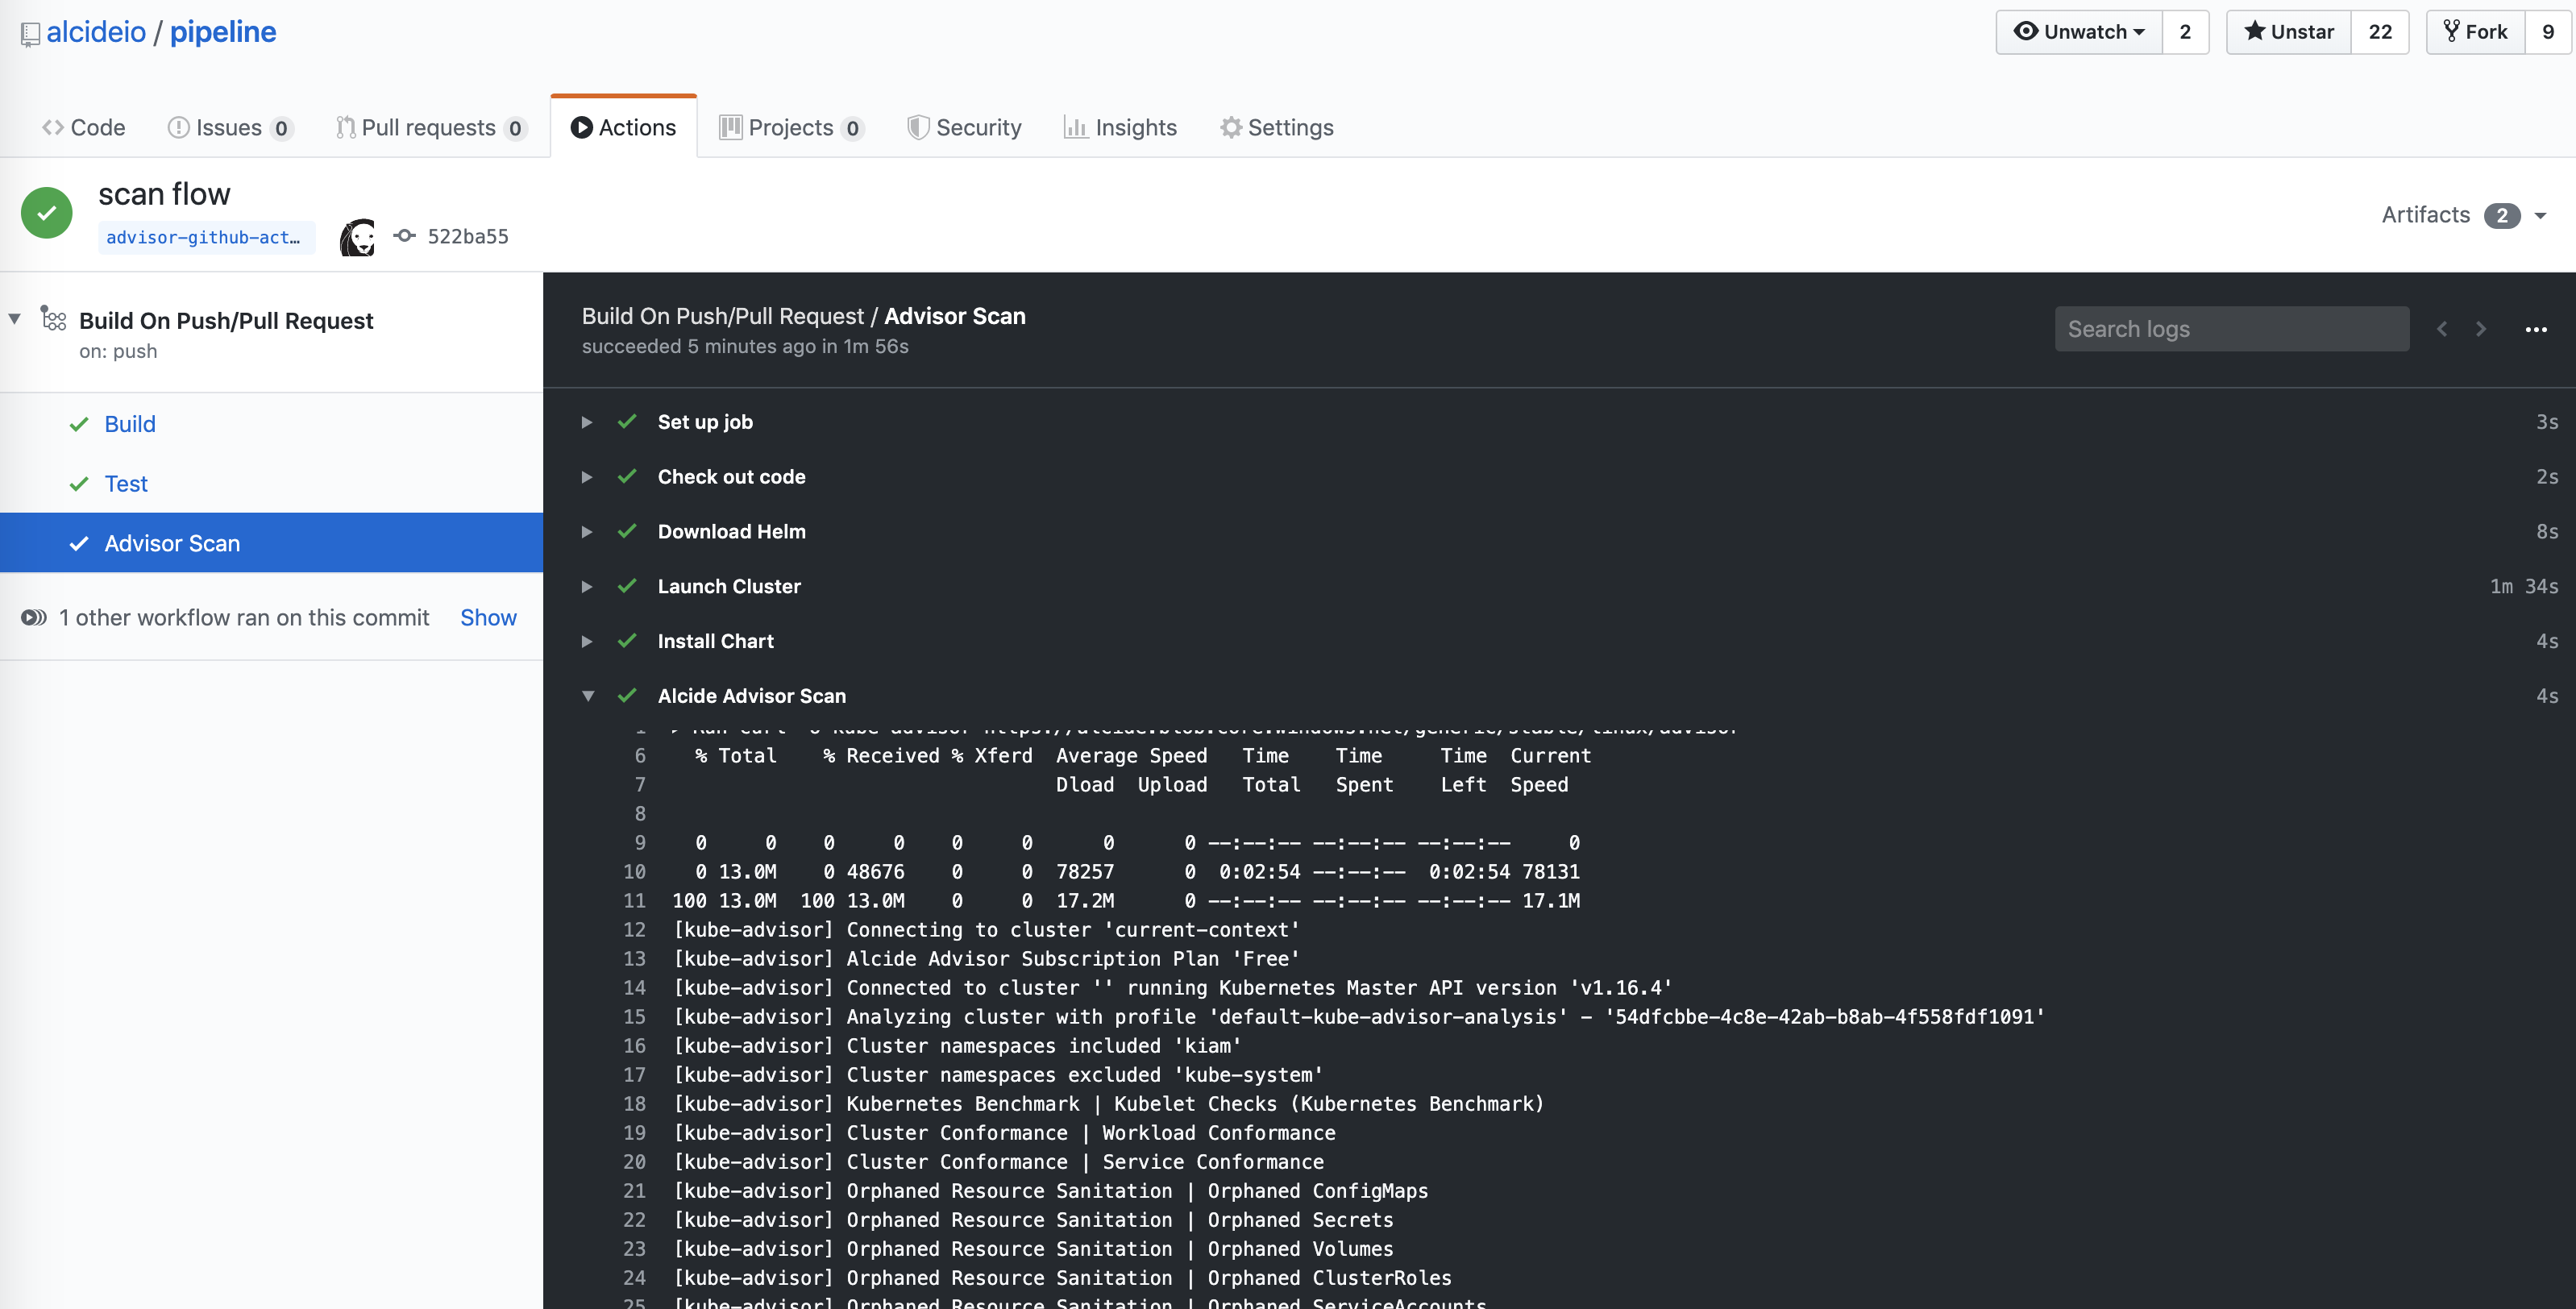 alcideio / pipeline
Unwatch 2 Unstar 22 Fork 9
Code Issues 0 Pull requests 0 Actions Projects 0 Security Insights Settings
scan flow
advisor-github-act… 522ba55
Artifacts 2
Build On Push/Pull Request
on: push
Build
Test
Advisor Scan
1 other workflow ran on this commit Show
Build On Push/Pull Request / Advisor Scan
succeeded 5 minutes ago in 1m 56s
Search logs
Set up job 3s
Check out code 2s
Download Helm 8s
Launch Cluster 1m 34s
Install Chart 4s
Alcide Advisor Scan 4s
6 % Total % Received % Xferd Average Speed Time Time Time Current
7 Dload Upload Total Spent Left Speed
8
9 0 0 0 0 0 0 0 0 --:--:-- --:--:-- --:--:-- 0
10 0 13.0M 0 48676 0 0 78257 0 0:02:54 --:--:-- 0:02:54 78131
11 100 13.0M 100 13.0M 0 0 17.2M 0 --:--:-- --:--:-- --:--:-- 17.1M
12 [kube-advisor] Connecting to cluster 'current-context'
13 [kube-advisor] Alcide Advisor Subscription Plan 'Free'
14 [kube-advisor] Connected to cluster '' running Kubernetes Master API version 'v1.16.4'
15 [kube-advisor] Analyzing cluster with profile 'default-kube-advisor-analysis' - '54dfcbbe-4c8e-42ab-b8ab-4f558fdf1091'
16 [kube-advisor] Cluster namespaces included 'kiam'
17 [kube-advisor] Cluster namespaces excluded 'kube-system'
18 [kube-advisor] Kubernetes Benchmark | Kubelet Checks (Kubernetes Benchmark)
19 [kube-advisor] Cluster Conformance | Workload Conformance
20 [kube-advisor] Cluster Conformance | Service Conformance
21 [kube-advisor] Orphaned Resource Sanitation | Orphaned ConfigMaps
22 [kube-advisor] Orphaned Resource Sanitation | Orphaned Secrets
23 [kube-advisor] Orphaned Resource Sanitation | Orphaned Volumes
24 [kube-advisor] Orphaned Resource Sanitation | Orphaned ClusterRoles
25 [kube-advisor] Orphaned Resource Sanitation | Orphaned ServiceAccounts